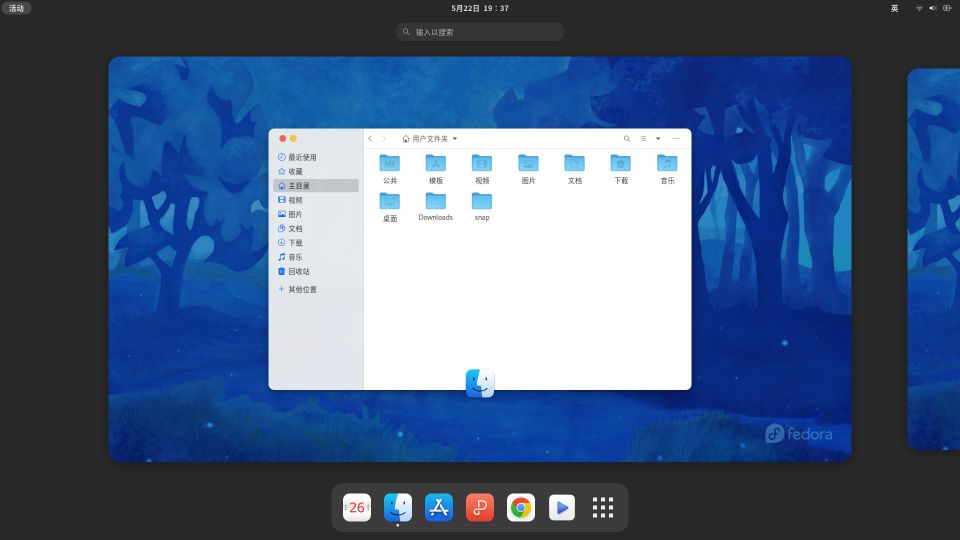 活动
5月22日 19：37
英
输入以搜索
用户文件夹
最近使用
收藏
主目录
视频
图片
文档
下载
音乐
回收站
其他位置
公共 模板 视频 图片 文档 下载 音乐
桌面 Downloads snap
fedora
26